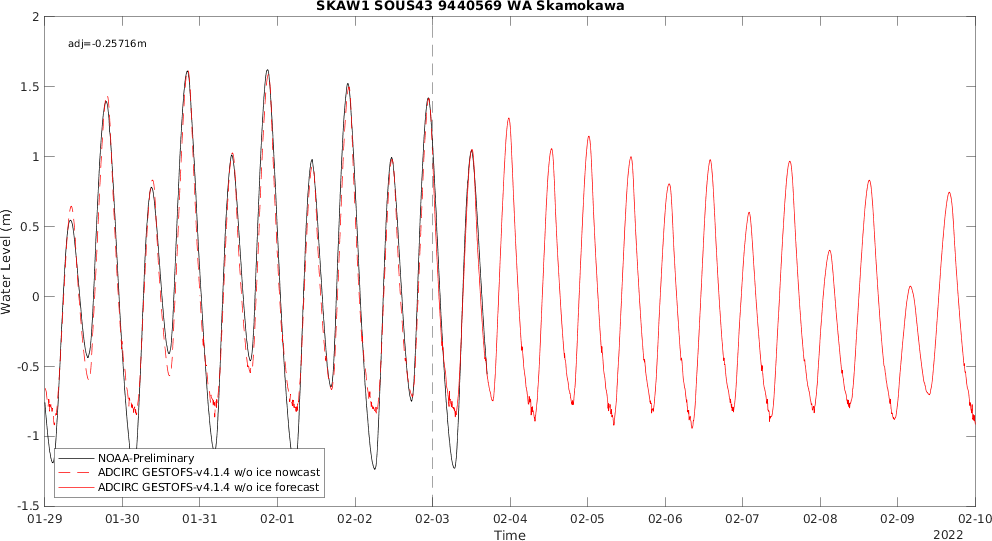 SKAW1 SOUS43 9440569 WA Skamokawa
adj=-0.25716m
2
1.5
1
0.5
0
-0.5
-1
-1.5
Water Level (m)
NOAA-Preliminary
ADCIRC GESTOFS-v4.1.4 w/o ice nowcast
ADCIRC GESTOFS-v4.1.4 w/o ice forecast
01-29 01-30 01-31 02-01 02-02 02-03 02-04 02-05 02-06 02-07 02-08 02-09 02-10
Time
2022